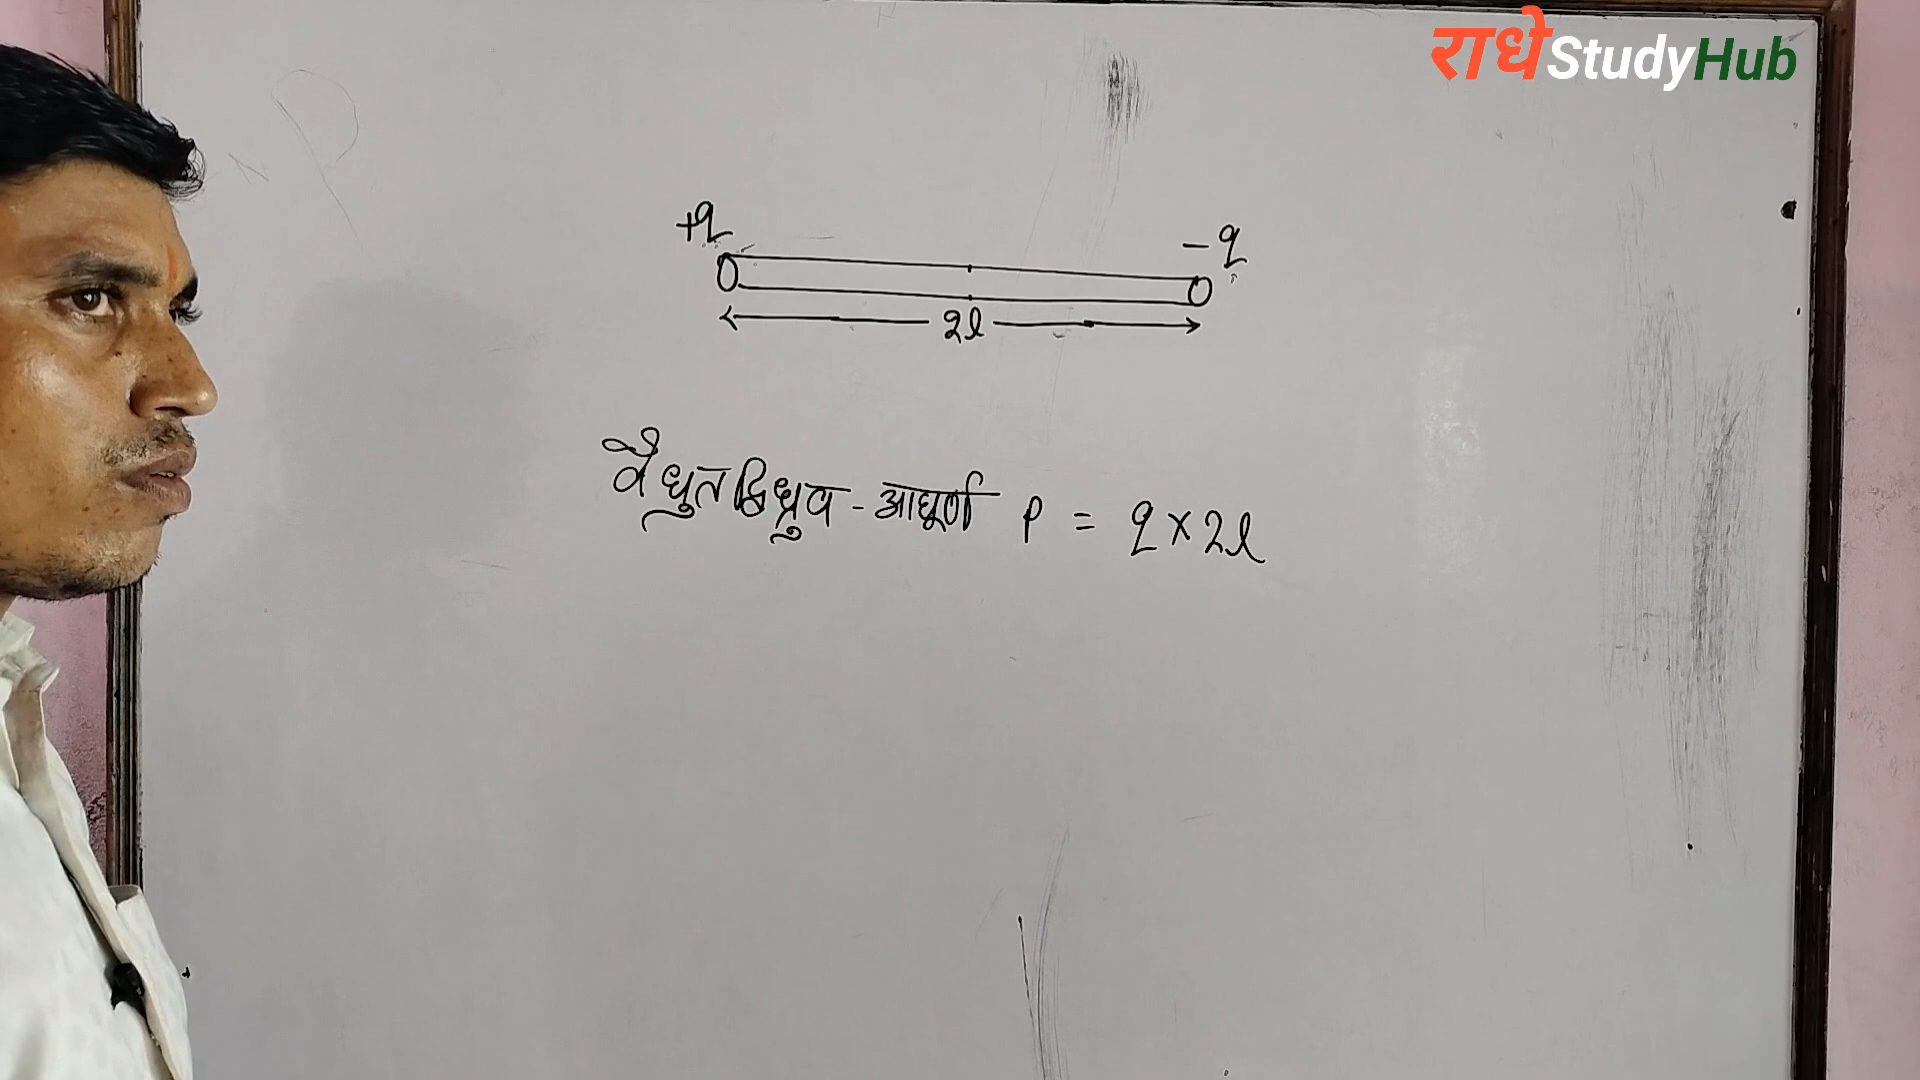 राधे StudyHub
+q
-q
2l
वैधुत द्विध्रुव - आघूर्ण P = q × 2l